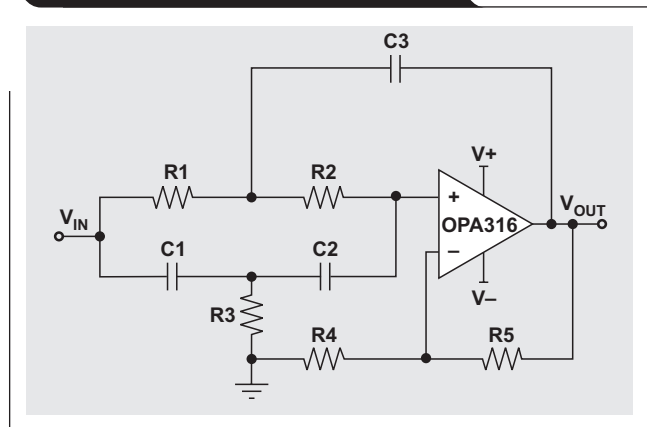 C3
R1
R2
V+
V_IN
+
OPA316
V_OUT
C1
C2
–
V–
R3
R4
R5